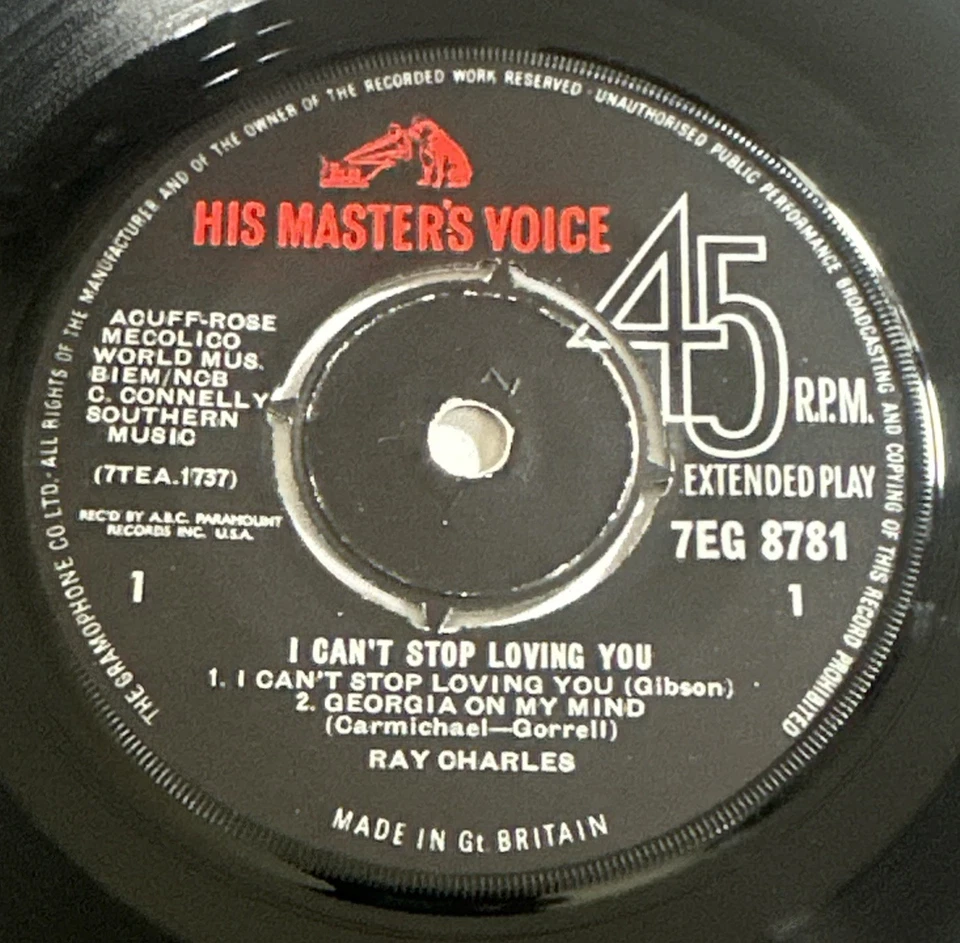 THE GRAMOPHONE CO LTD. · ALL RIGHTS OF THE MANUFACTURER AND OF THE OWNER OF THE RECORDED WORK RESERVED · UNAUTHORISED PUBLIC PERFORMANCE BROADCASTING AND COPYING OF THIS RECORD PROHIBITED
HIS MASTER'S VOICE
45
R.P.M.
EXTENDED PLAY
7EG 8781
1
ACUFF-ROSE
MECOLICO
WORLD MUS.
BIEM/NCB
C. CONNELLY
SOUTHERN
MUSIC
(7TEA.1737)
REC'D BY A.B.C. PARAMOUNT
RECORDS INC. U.S.A.
1
I CAN'T STOP LOVING YOU
1. I CAN'T STOP LOVING YOU (Gibson)
2. GEORGIA ON MY MIND
(Carmichael—Gorrell)
RAY CHARLES
MADE IN Gt BRITAIN